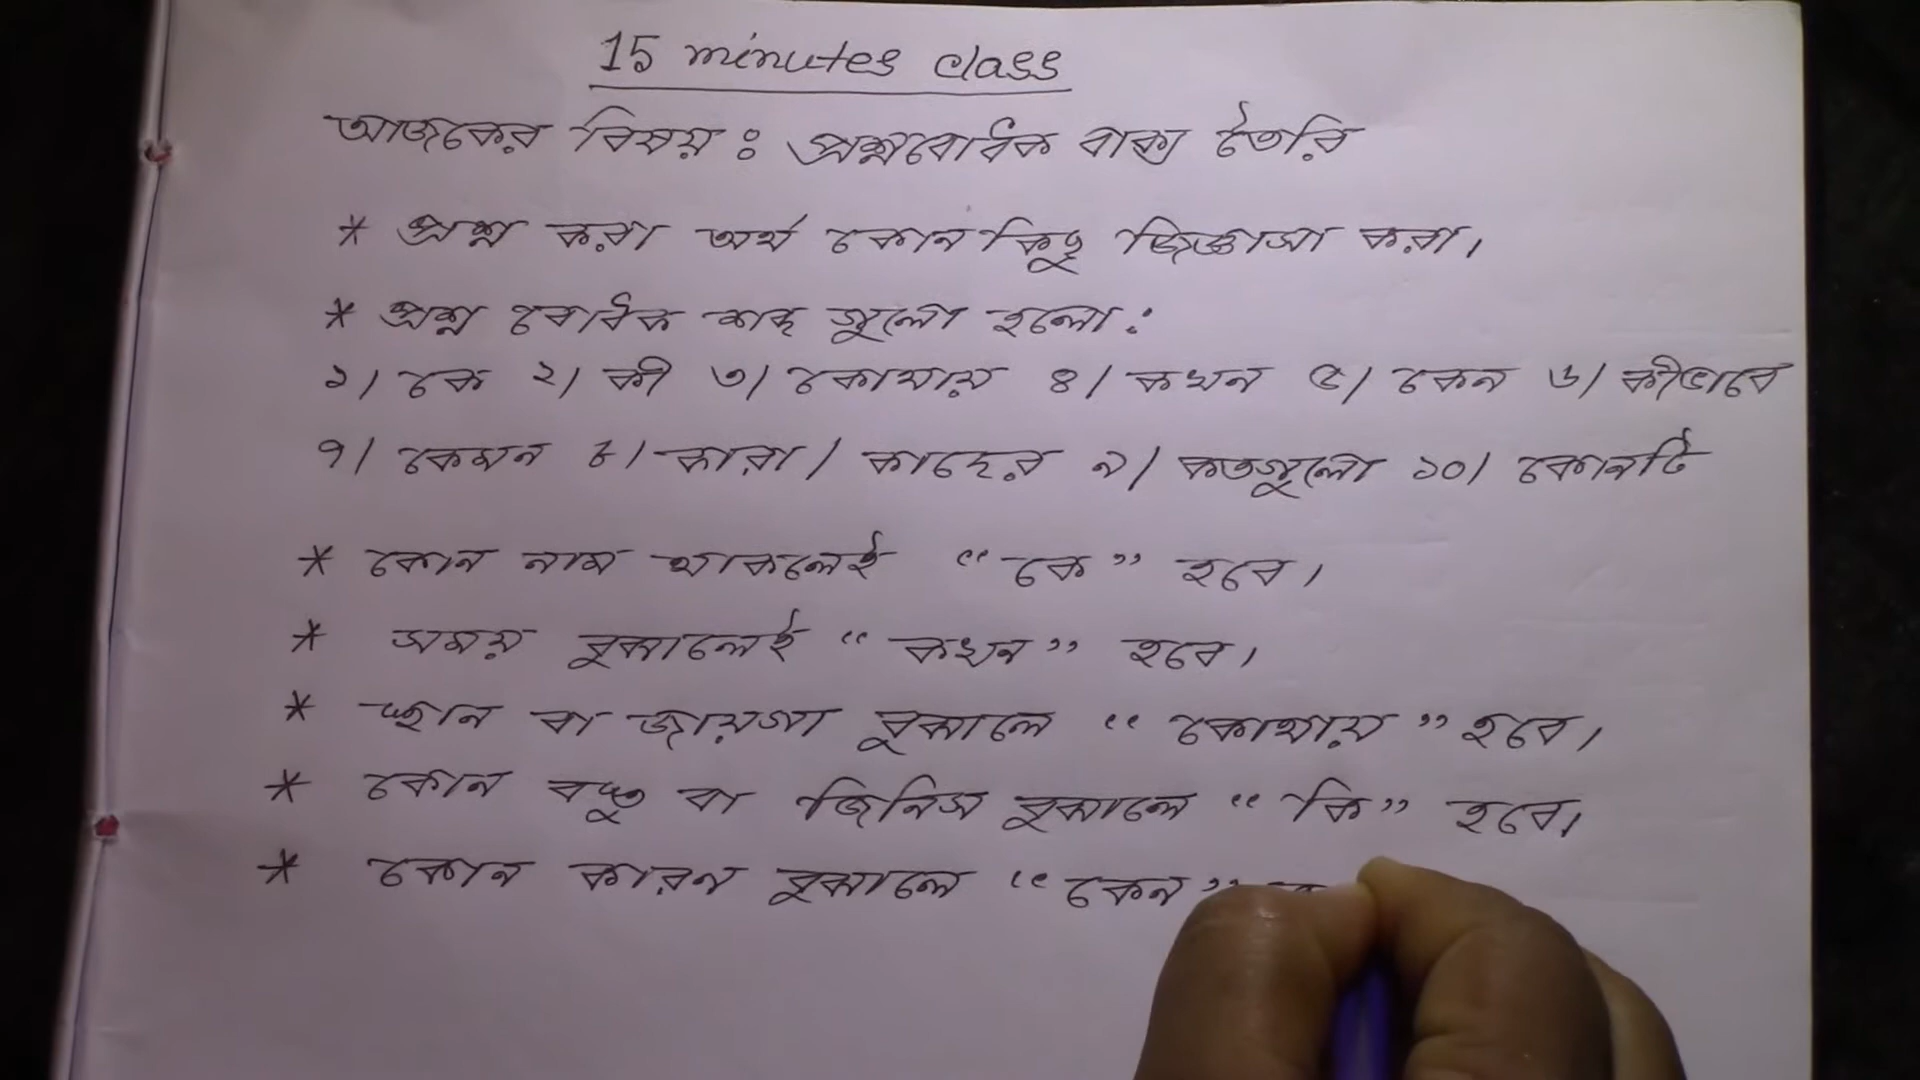 15 minutes class
আজকের বিষয় : প্রশ্নবোধক বাক্য তৈরি
* প্রশ্ন করা অর্থ কোন কিছু জিজ্ঞাসা করা।
* প্রশ্ন বোধক শব্দ গুলো হলো :
১) কে ২) কী ৩) কোথায় ৪) কখন ৫) কেন ৬) কীভাবে
৭) কেমন ৮) কারা/ কাদের ৯) কতগুলো ১০) কোনটি
* কোন নাম থাকলেই “কে” হবে।
* সময় বুঝালেই “কখন” হবে।
* স্থান বা জায়গা বুঝালে “কোথায়” হবে।
* কোন বস্তু বা জিনিস বুঝালে “কি” হবে।
* কোন কারন বুঝালে “কেন”